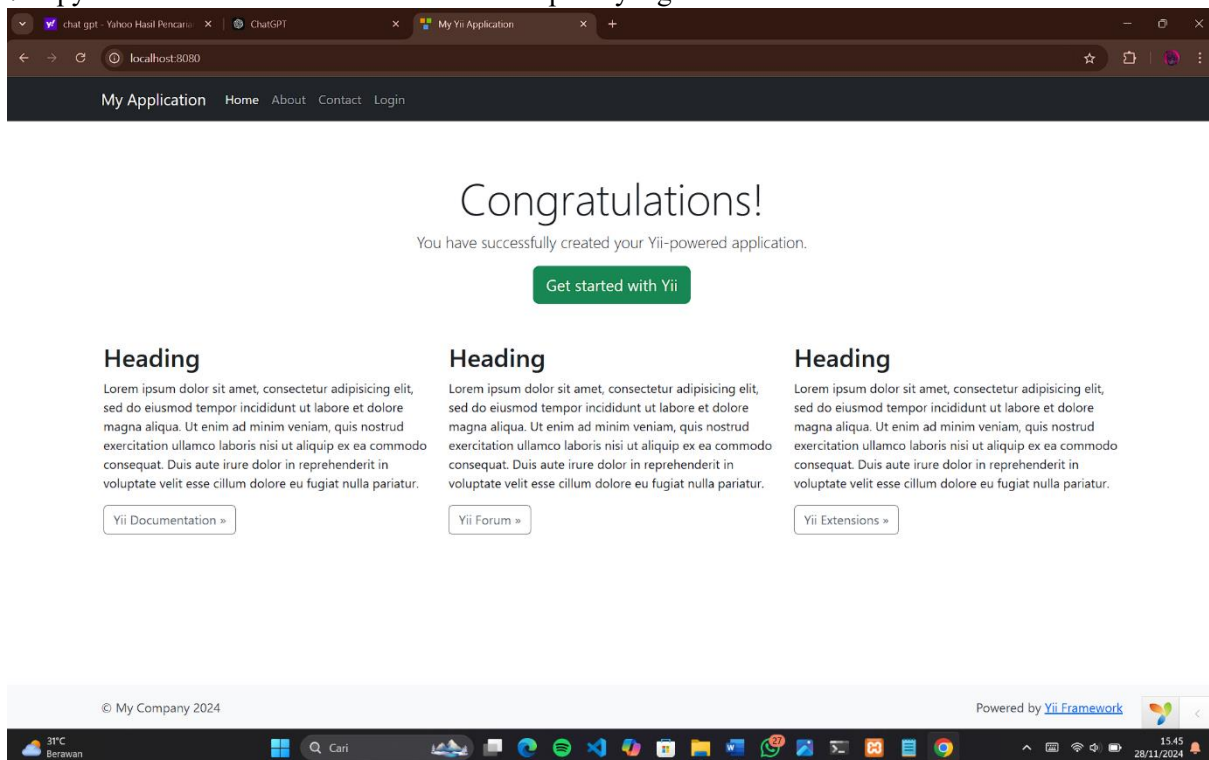 chat gpt - Yahoo Hasil Pencaria
ChatGPT
My Yii Application
localhost:8080
My Application Home About Contact Login
Congratulations!
You have successfully created your Yii-powered application.
Get started with Yii
Heading
Lorem ipsum dolor sit amet, consectetur adipisicing elit,
sed do eiusmod tempor incididunt ut labore et dolore
magna aliqua. Ut enim ad minim veniam, quis nostrud
exercitation ullamco laboris nisi ut aliquip ex ea commodo
consequat. Duis aute irure dolor in reprehenderit in
voluptate velit esse cillum dolore eu fugiat nulla pariatur.
Yii Documentation »
Heading
Lorem ipsum dolor sit amet, consectetur adipisicing elit,
sed do eiusmod tempor incididunt ut labore et dolore
magna aliqua. Ut enim ad minim veniam, quis nostrud
exercitation ullamco laboris nisi ut aliquip ex ea commodo
consequat. Duis aute irure dolor in reprehenderit in
voluptate velit esse cillum dolore eu fugiat nulla pariatur.
Yii Forum »
Heading
Lorem ipsum dolor sit amet, consectetur adipisicing elit,
sed do eiusmod tempor incididunt ut labore et dolore
magna aliqua. Ut enim ad minim veniam, quis nostrud
exercitation ullamco laboris nisi ut aliquip ex ea commodo
consequat. Duis aute irure dolor in reprehenderit in
voluptate velit esse cillum dolore eu fugiat nulla pariatur.
Yii Extensions »
© My Company 2024
Powered by Yii Framework
31°C
Berawan
Cari
27
15.45
28/11/2024